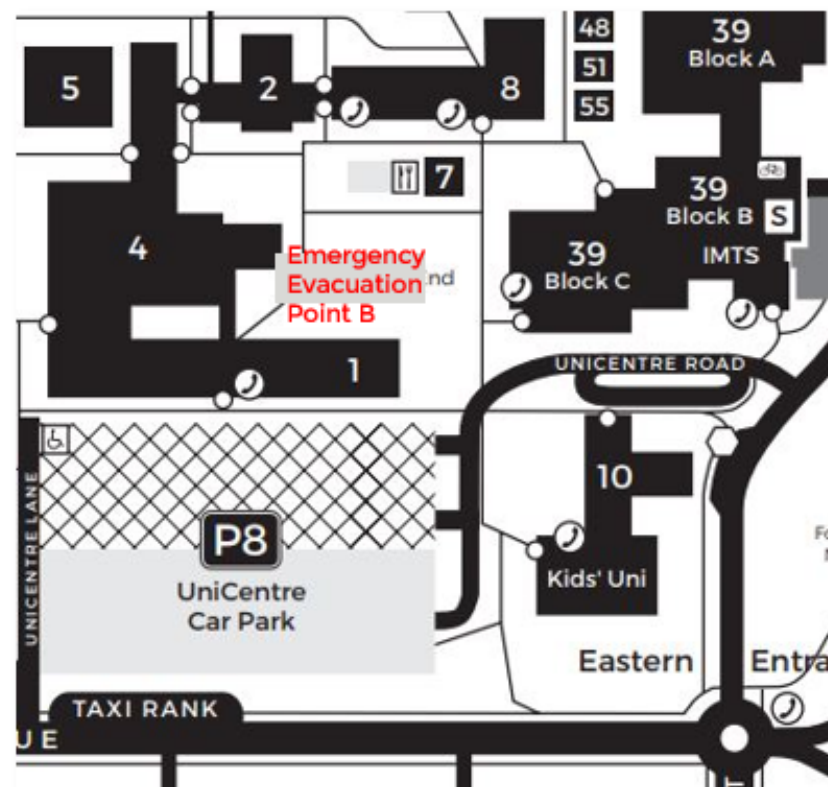 48
39
Block A
5
2
8
51
55
7
39
Block B
S
4
39
Block C
IMTS
Emergency
Evacuation
Point B
nd
1
UNICENTRE ROAD
UNICENTRE LANE
10
P8
UniCentre
Car Park
Kids' Uni
Eastern Entra
TAXI RANK
U E